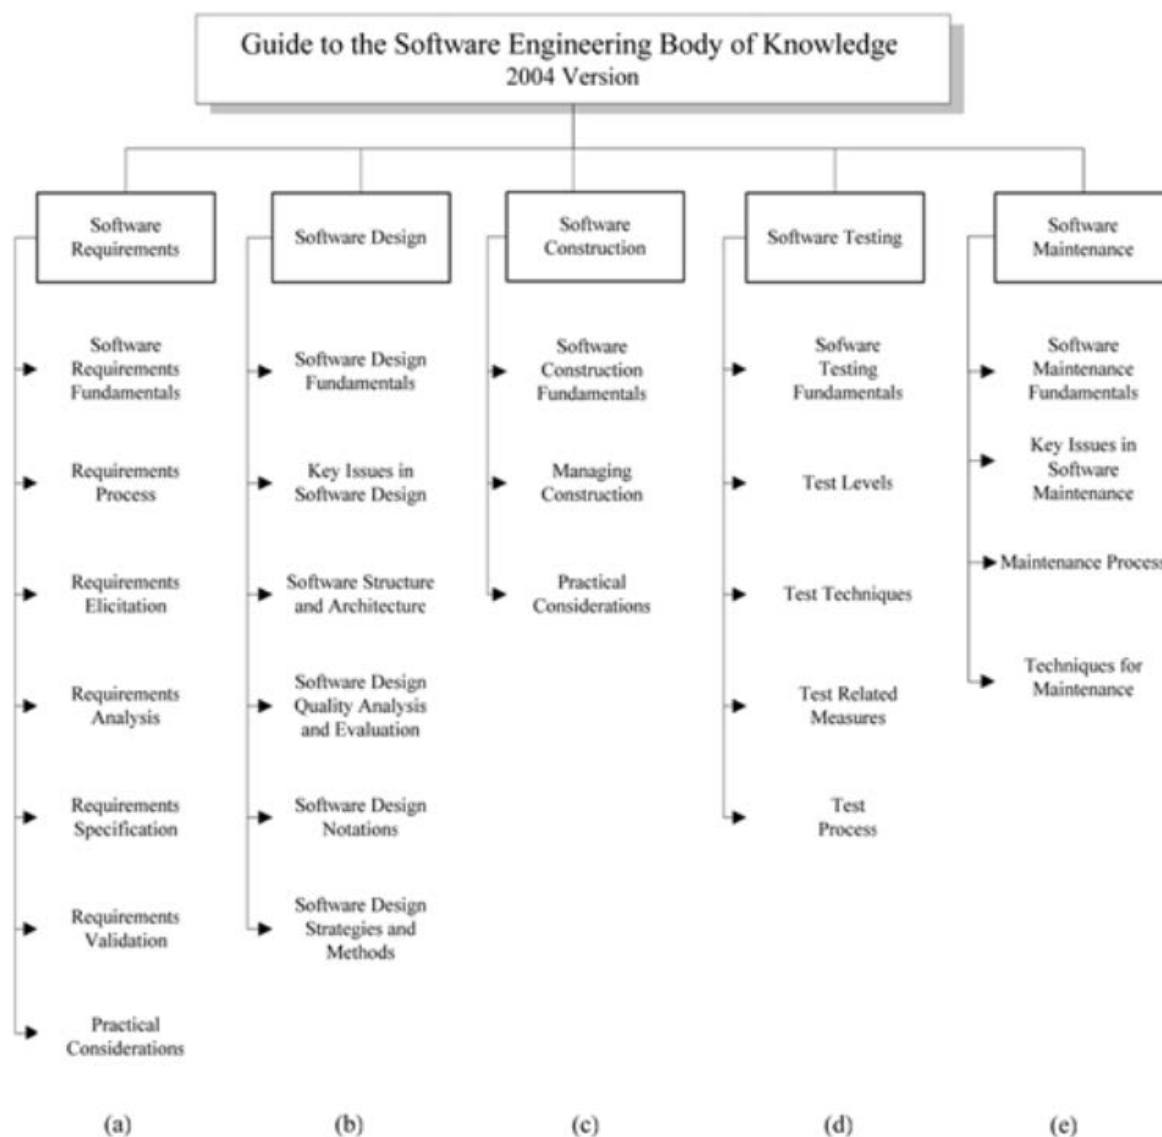 Guide to the Software Engineering Body of Knowledge
2004 Version
Software
Requirements
Software Design
Software
Construction
Software Testing
Software
Maintenance
Software
Requirements
Fundamentals
Requirements
Process
Requirements
Elicitation
Requirements
Analysis
Requirements
Specification
Requirements
Validation
Practical
Considerations
(a)
Software Design
Fundamentals
Key Issues in
Software Design
Software Structure
and Architecture
Software Design
Quality Analysis
and Evaluation
Software Design
Notations
Software Design
Strategies and
Methods
(b)
Software
Construction
Fundamentals
Managing
Construction
Practical
Considerations
(c)
Sofware
Testing
Fundamentals
Test Levels
Test Techniques
Test Related
Measures
Test
Process
(d)
Software
Maintenance
Fundamentals
Key Issues in
Software
Maintenance
Maintenance Process
Techniques for
Maintenance
(e)